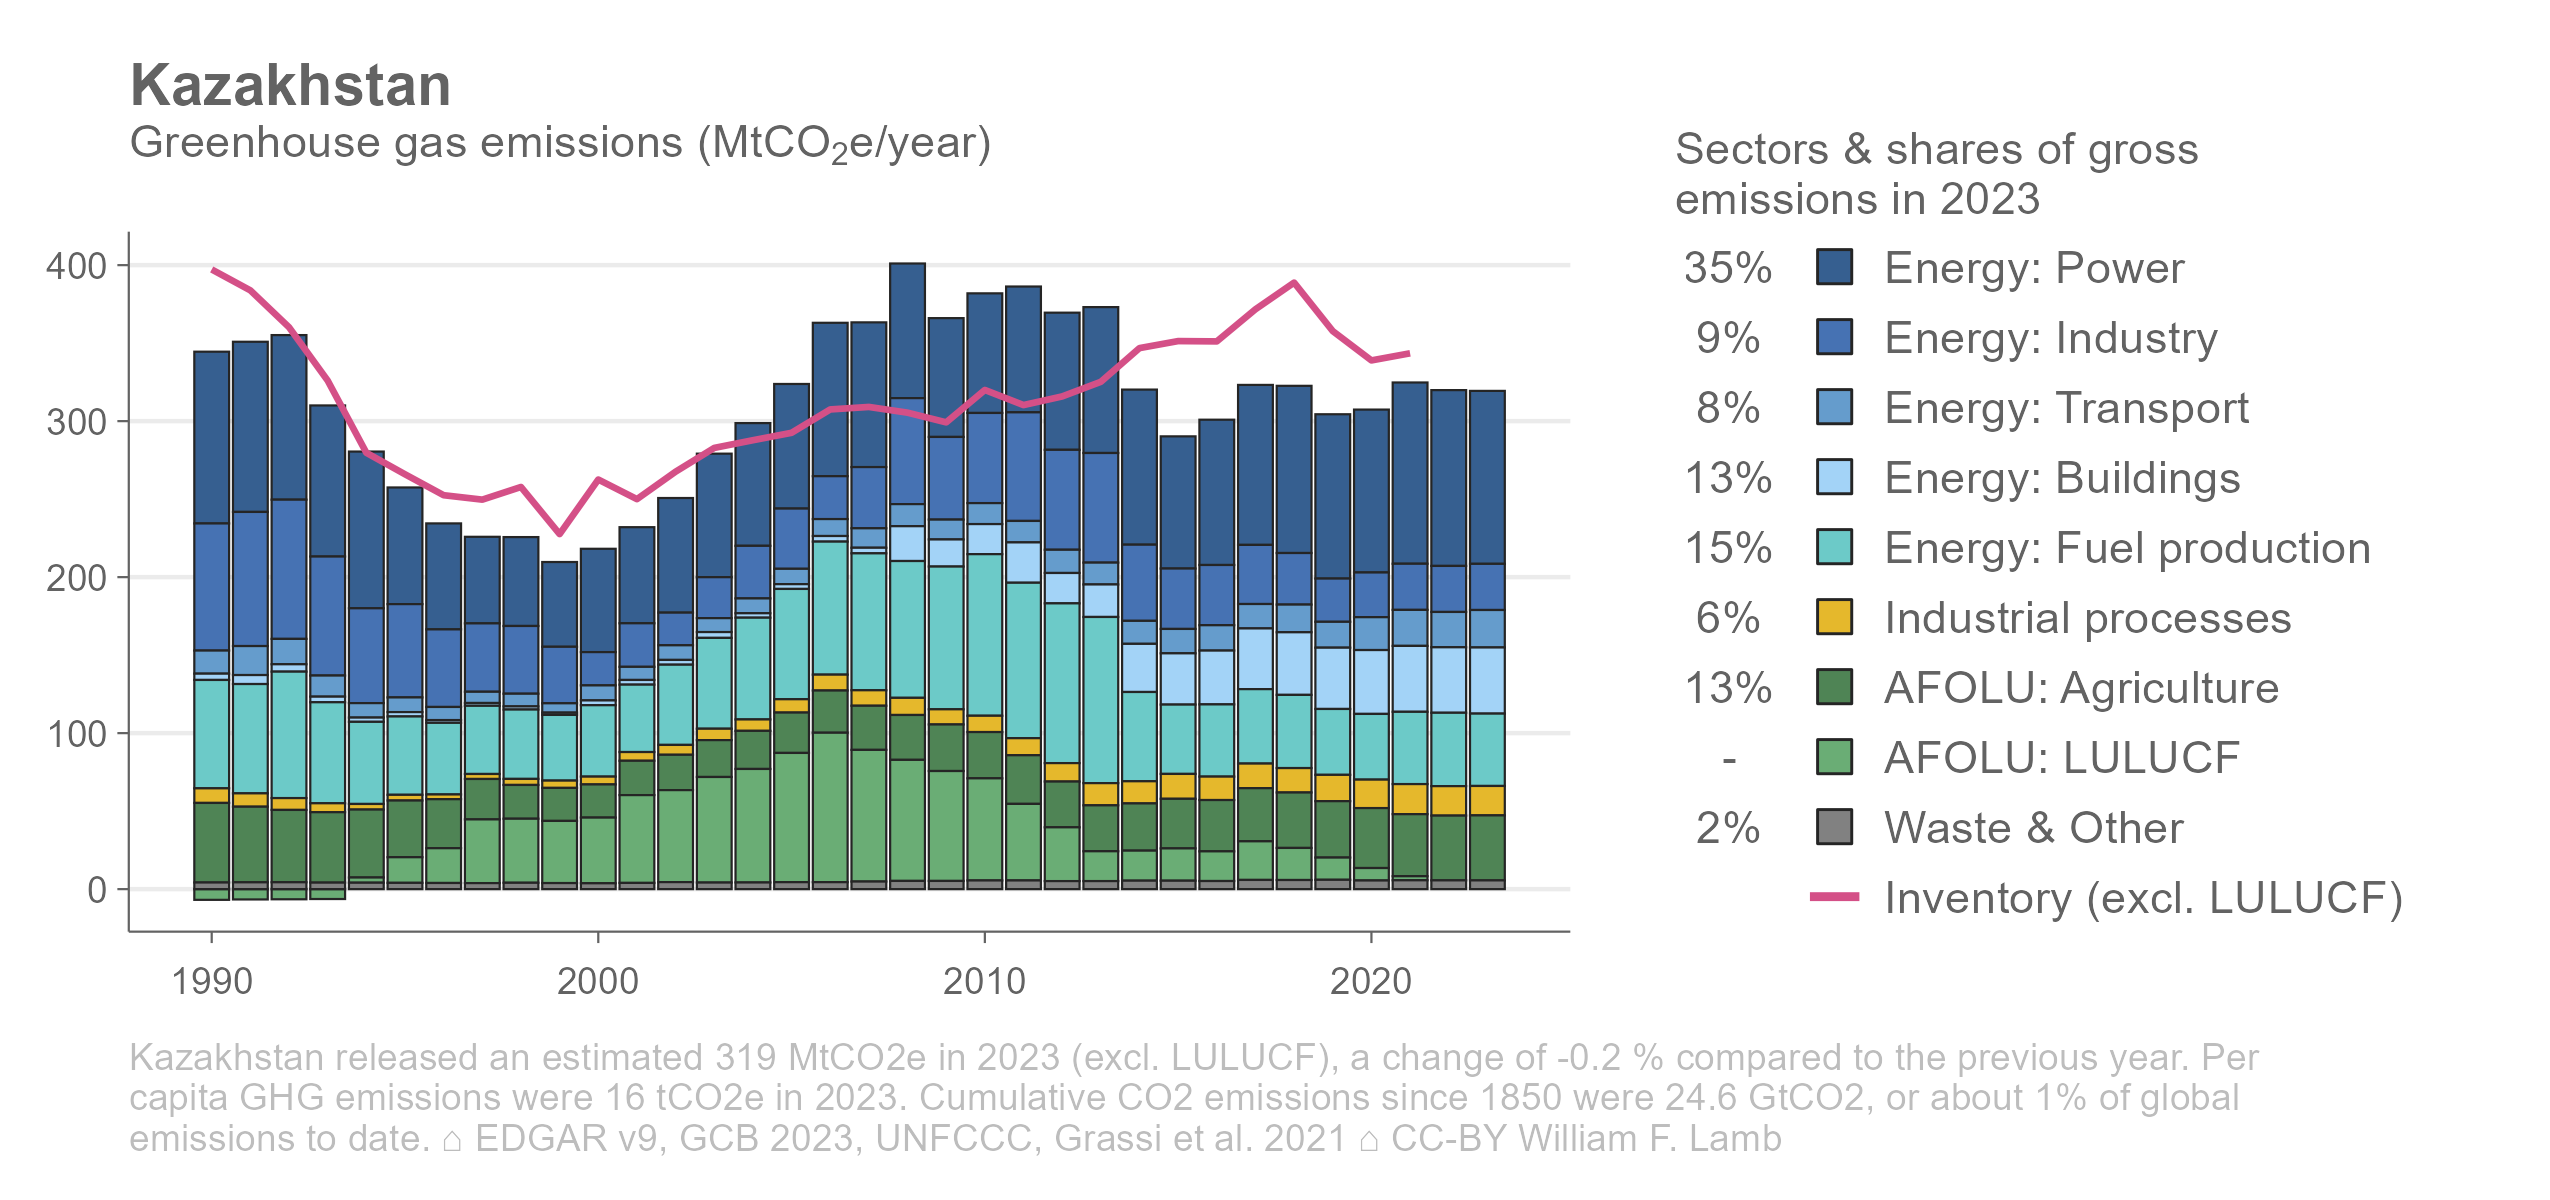 Kazakhstan
Greenhouse gas emissions (MtCO₂e/year)
400
300
200
100
0
1990 2000 2010 2020
Sectors & shares of gross
emissions in 2023
35% Energy: Power
9% Energy: Industry
8% Energy: Transport
13% Energy: Buildings
15% Energy: Fuel production
6% Industrial processes
13% AFOLU: Agriculture
- AFOLU: LULUCF
2% Waste & Other
Inventory (excl. LULUCF)
Kazakhstan released an estimated 319 MtCO2e in 2023 (excl. LULUCF), a change of -0.2 % compared to the previous year. Per
capita GHG emissions were 16 tCO2e in 2023. Cumulative CO2 emissions since 1850 were 24.6 GtCO2, or about 1% of global
emissions to date. ⌂ EDGAR v9, GCB 2023, UNFCCC, Grassi et al. 2021 ⌂ CC-BY William F. Lamb